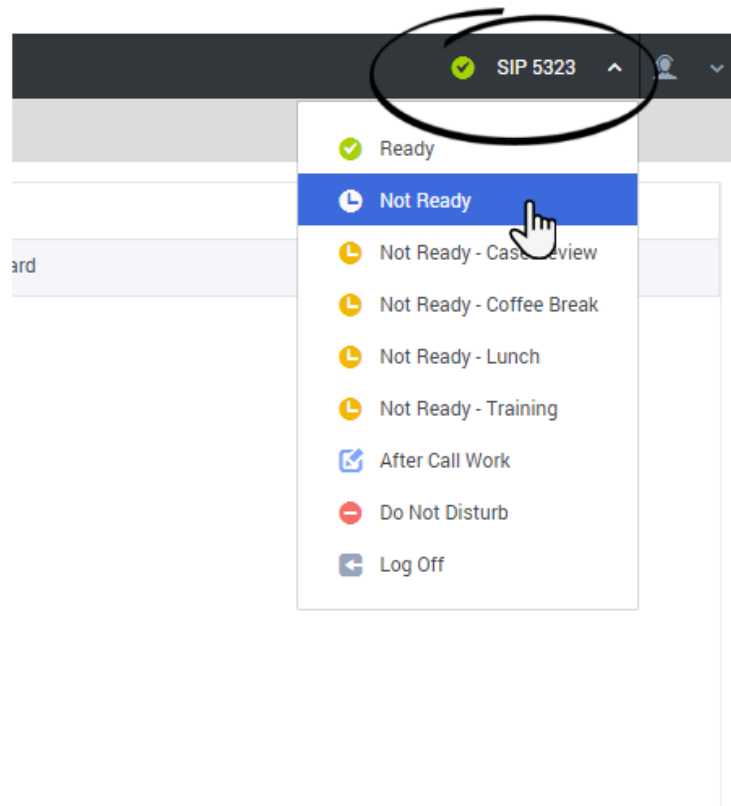 SIP 5323
Ready
Not Ready
ard
Not Ready - Case Review
Not Ready - Coffee Break
Not Ready - Lunch
Not Ready - Training
After Call Work
Do Not Disturb
Log Off